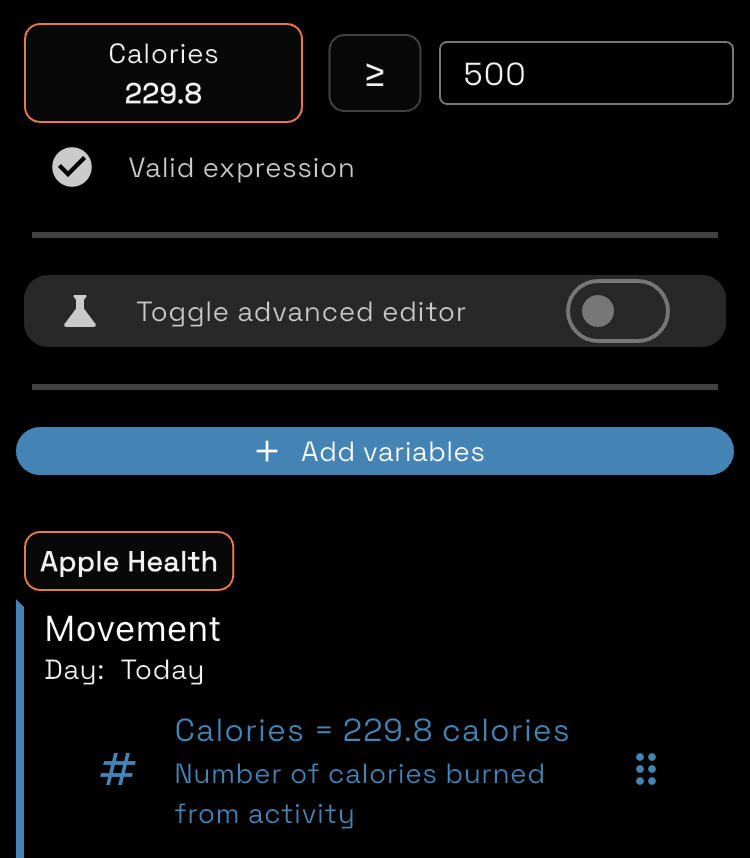 Calories
229.8
≥
500
Valid expression
Toggle advanced editor
+ Add variables
Apple Health
Movement
Day: Today
# Calories = 229.8 calories
Number of calories burned
from activity